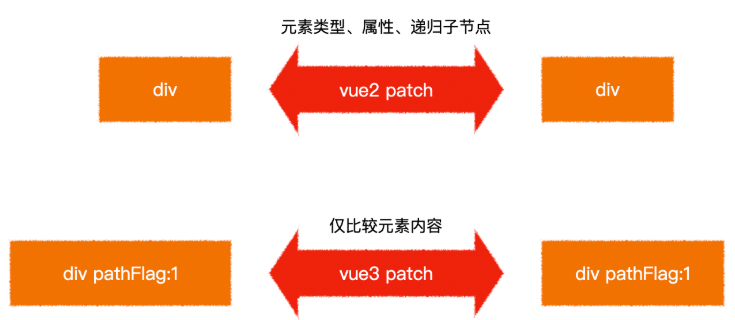 元素类型、属性、递归子节点
div
vue2 patch
div
仅比较元素内容
div pathFlag:1
vue3 patch
div pathFlag:1